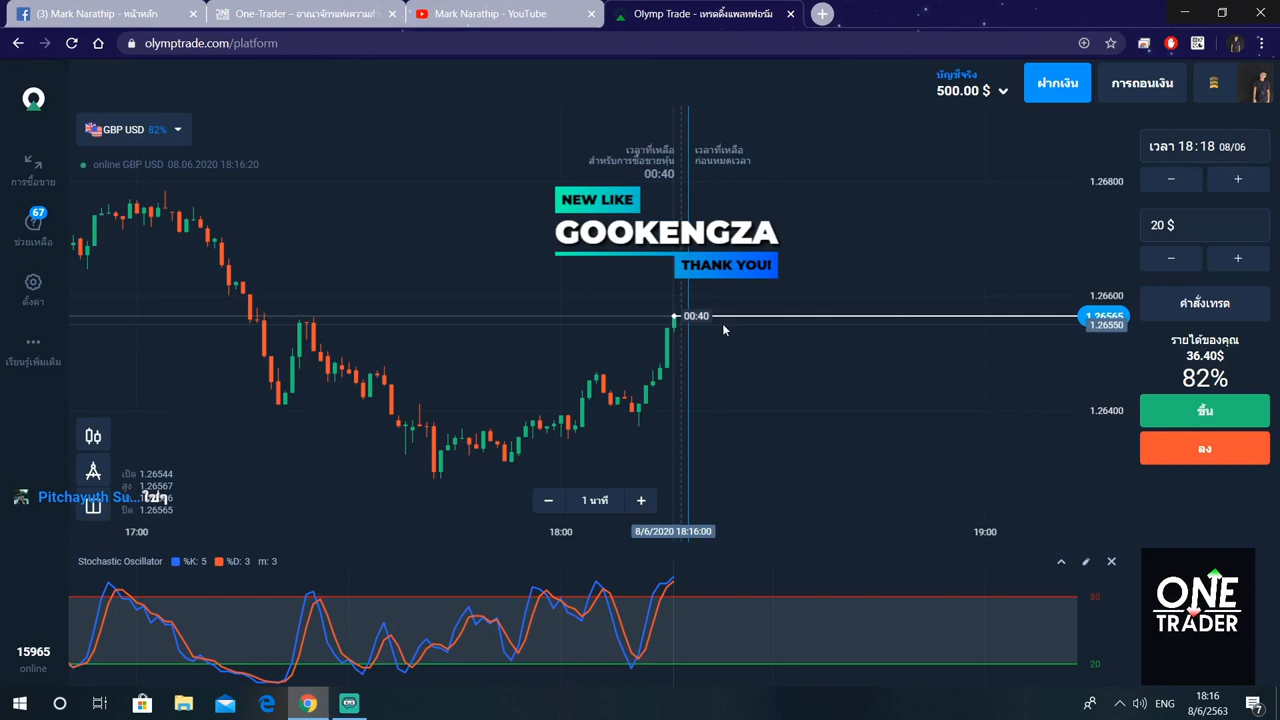 (3) Mark Narathip - หน้าหลัก
One-Trader – อาณาจักรแห่งความสำ
Mark Narathip - YouTube
Olymp Trade - เทรดดิ้งแพลทฟอร์ม
olymptrade.com/platform
บัญชีจริง
500.00 $
ฝากเงิน
การถอนเงิน
GBP USD 82%
online GBP USD 08.06.2020 18:16:20
การซื้อขาย
67
ช่วยเหลือ
ตั้งค่า
เรียนรู้เพิ่มเติม
15965
online
เวลาที่เหลือ
สำหรับการซื้อขายหุ้น
00:40
เวลาที่เหลือ
ก่อนหมดเวลา
NEW LIKE
GOOKENGZA
THANK YOU!
00:40
1.26800
1.26600
1.26565
1.26550
1.26400
เวลา 18:18 08/06
20 $
คำสั่งเทรด
รายได้ของคุณ
36.40$
82%
ขึ้น
ลง
เปิด 1.26544
สูง 1.26567
Pitchayuth Su...
1.26565
1 นาที
17:00
18:00
8/6/2020 18:16:00
19:00
Stochastic Oscillator %K: 5 %D: 3 m: 3
80
20
ONE
TRADER
ENG
18:16
8/6/2563
7